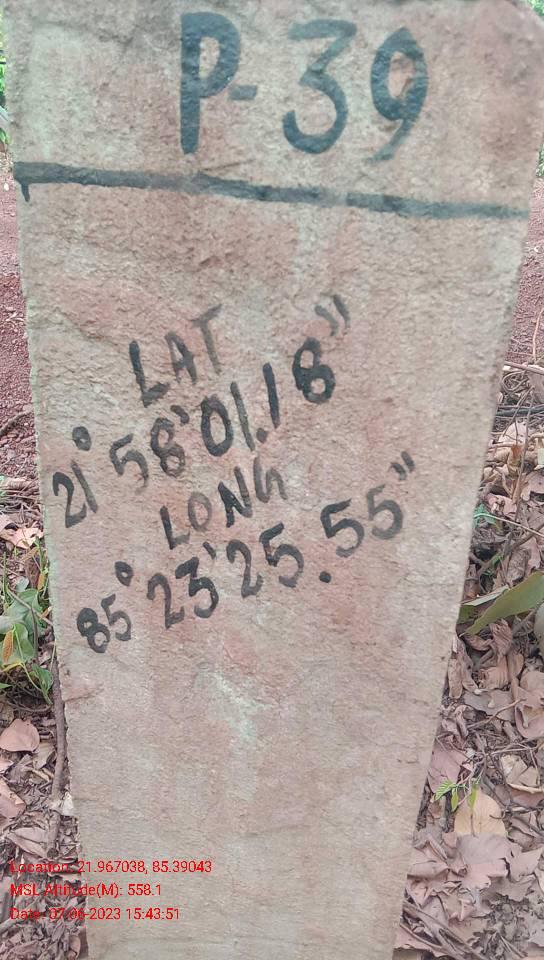 P-39
LAT
21° 58' 01.18"
LONG
85° 23' 25.55"
Location: 21.967038, 85.39043
MSL Altitude(M): 558.1
Date: 07-06-2023 15:43:51